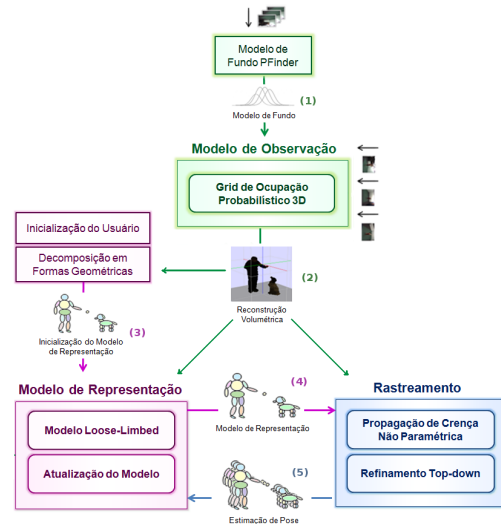 Modelo de
Fundo PFinder
(1)
Modelo de Fundo
Modelo de Observação
Grid de Ocupação
Probabilístico 3D
Inicialização do Usuário
Decomposição em
Formas Geométricas
(2)
Reconstrução
Volumétrica
(3)
Inicialização do Modelo
de Representação
Modelo de Representação
(4)
Rastreamento
Modelo Loose-Limbed
Modelo de Representação
Propagação de Crença
Não Paramétrica
Atualização do Modelo
(5)
Refinamento Top-down
Estimação de Pose